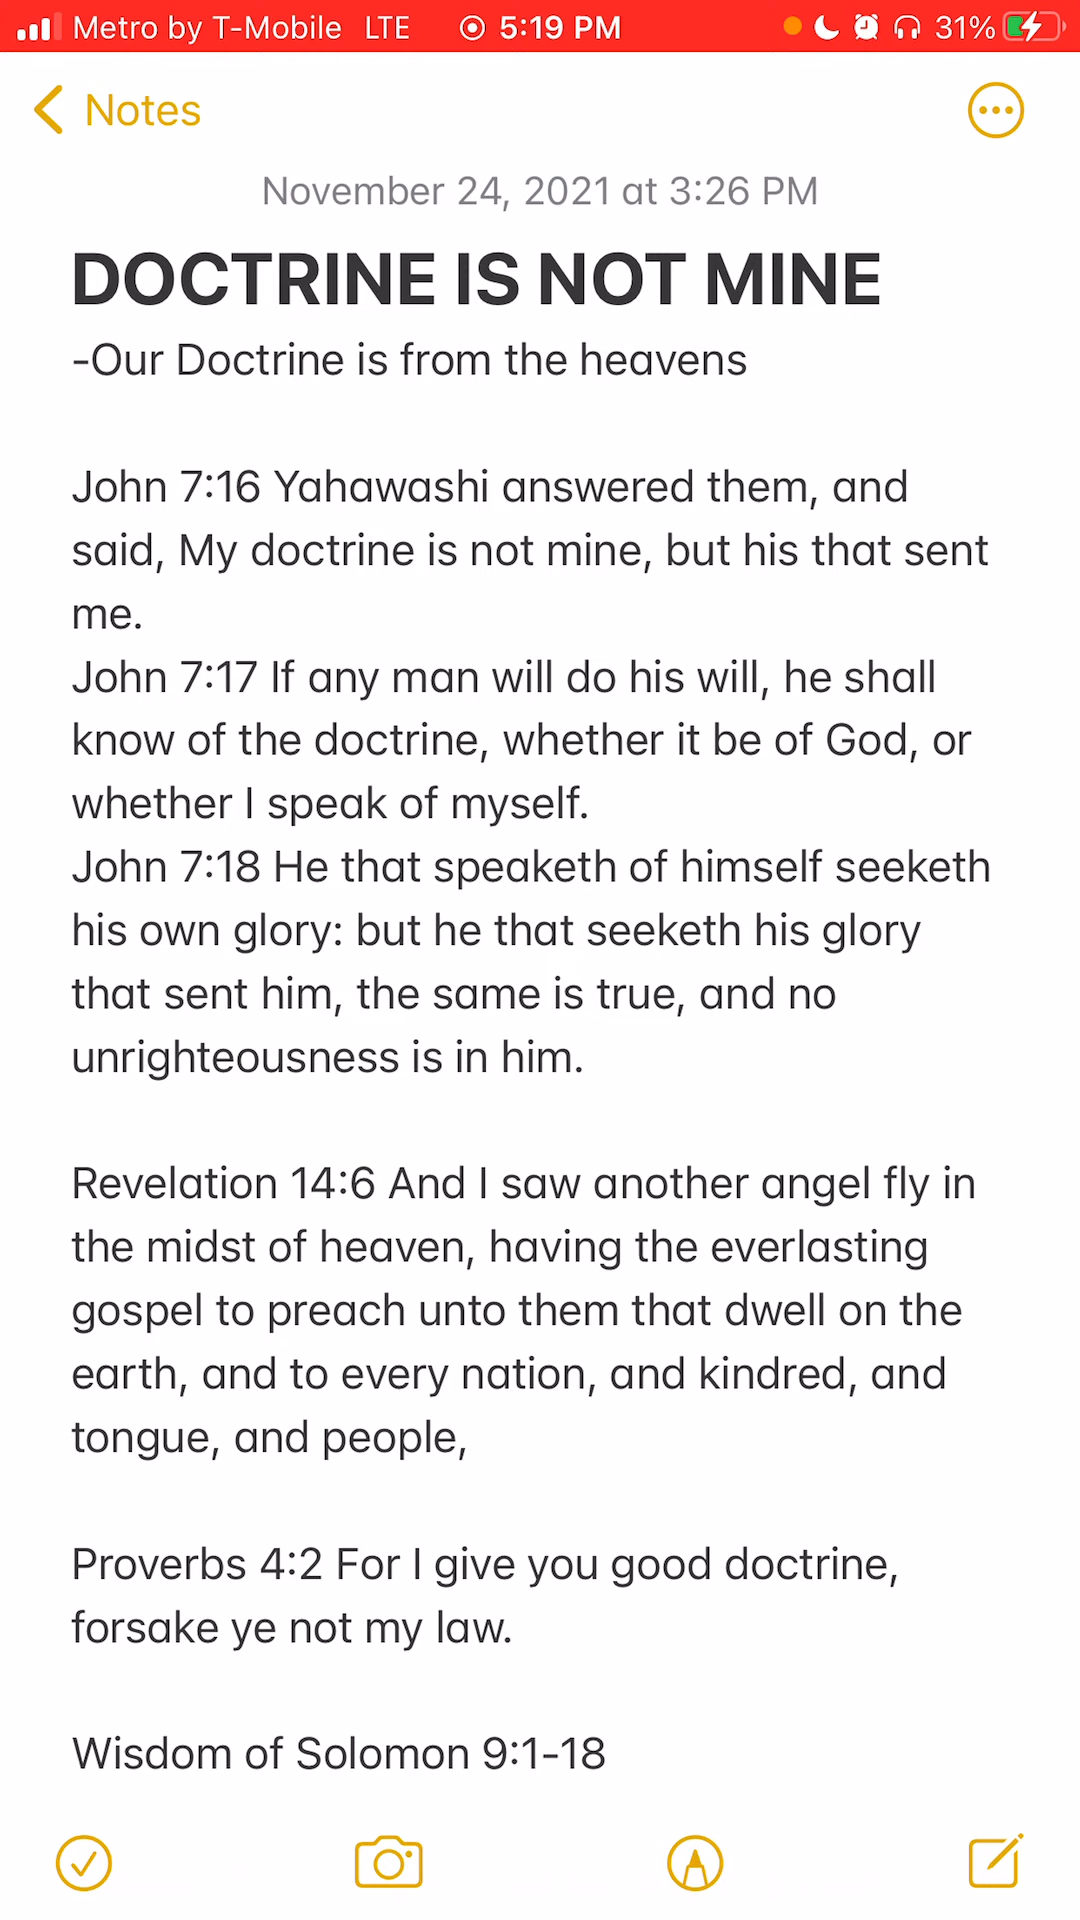 Metro by T-Mobile LTE 5:19 PM 31%
Notes
November 24, 2021 at 3:26 PM
DOCTRINE IS NOT MINE
-Our Doctrine is from the heavens
John 7:16 Yahawashi answered them, and
said, My doctrine is not mine, but his that sent
me.
John 7:17 If any man will do his will, he shall
know of the doctrine, whether it be of God, or
whether I speak of myself.
John 7:18 He that speaketh of himself seeketh
his own glory: but he that seeketh his glory
that sent him, the same is true, and no
unrighteousness is in him.
Revelation 14:6 And I saw another angel fly in
the midst of heaven, having the everlasting
gospel to preach unto them that dwell on the
earth, and to every nation, and kindred, and
tongue, and people,
Proverbs 4:2 For I give you good doctrine,
forsake ye not my law.
Wisdom of Solomon 9:1-18